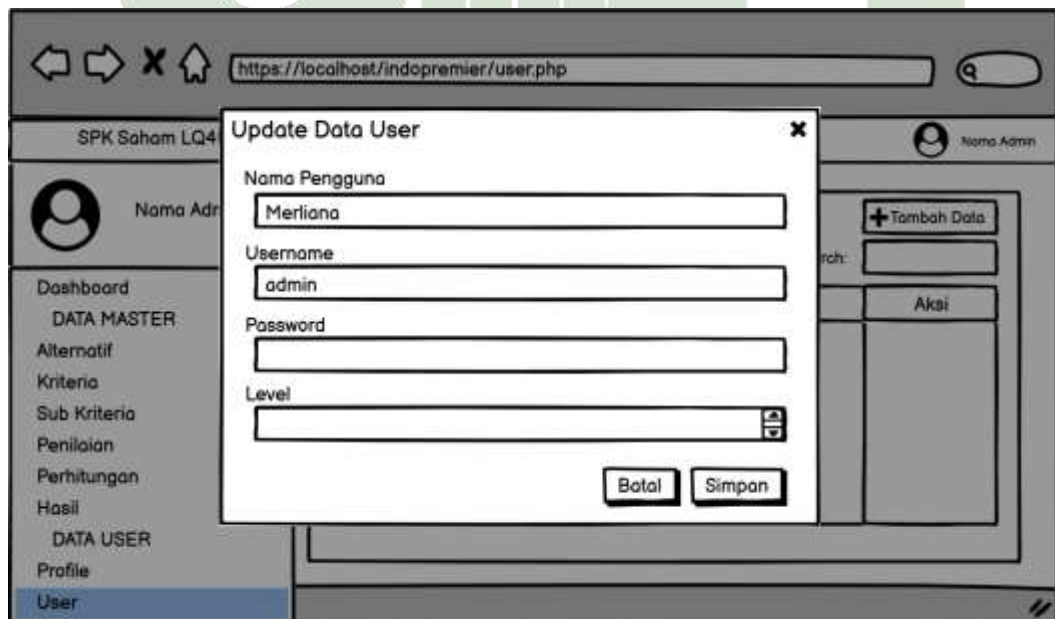 https://localhost/indopremier/user.php
SPK Saham LQ4
Nama Admin
Update Data User
Nama Pengguna
Merliana
Username
admin
Password
Level
Batal
Simpan
Nama Adr
Tambah Data
rch:
Aksi
Dashboard
DATA MASTER
Alternatif
Kriteria
Sub Kriteria
Penilaian
Perhitungan
Hasil
DATA USER
Profile
User